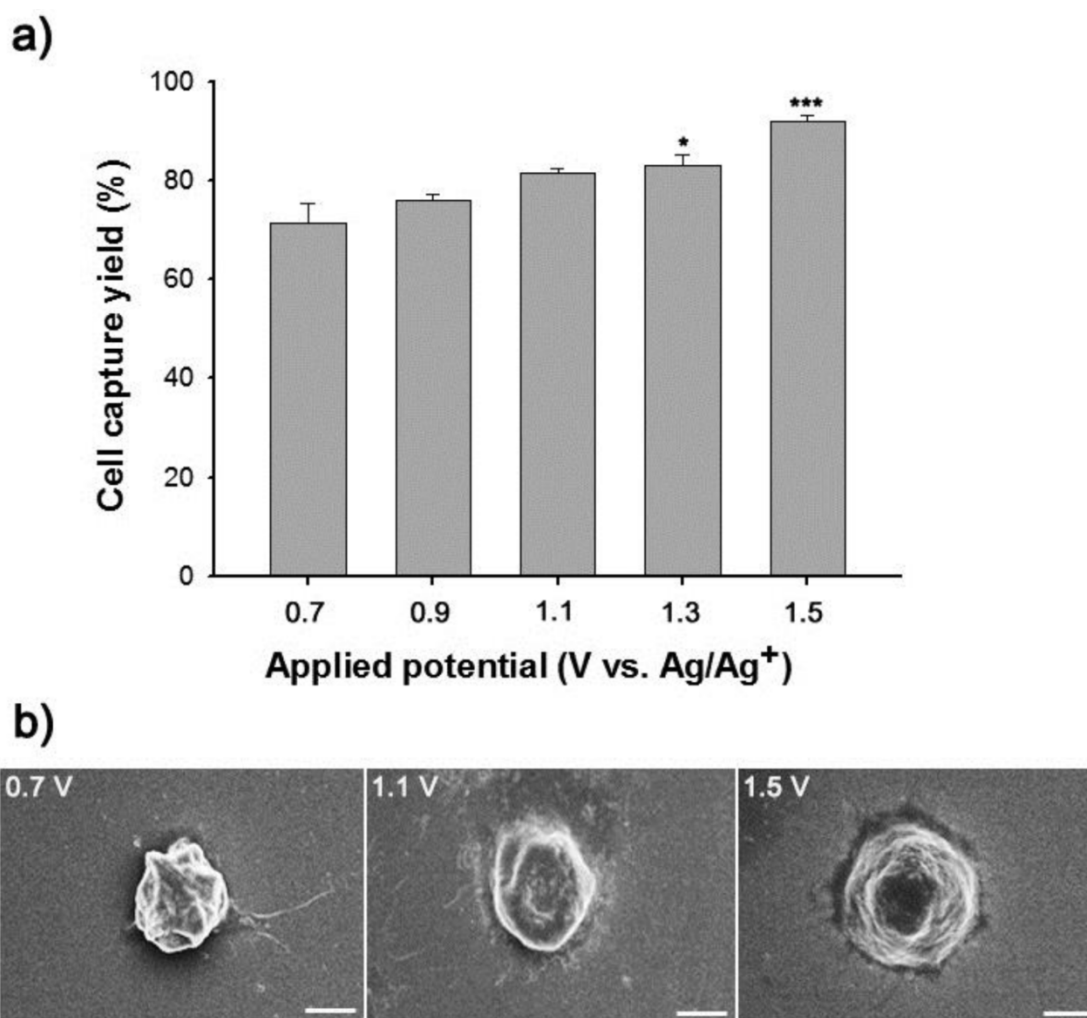 a)
Cell capture yield (%)
100
80
60
40
20
0
*
***
0.7 0.9 1.1 1.3 1.5
Applied potential (V vs. Ag/Ag⁺)
b)
0.7 V 1.1 V 1.5 V